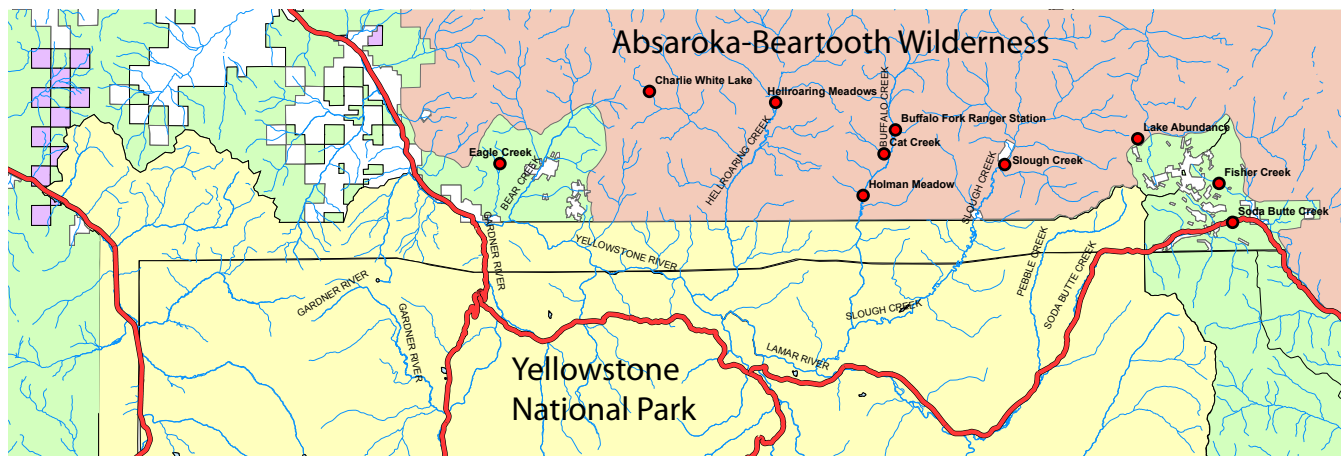 Absaroka-Beartooth Wilderness
Charlie White Lake
Hellroaring Meadows
BUFFALO CREEK
Buffalo Fork Ranger Station
Lake Abundance
Eagle Creek
BEAR CREEK
HELLROARING CREEK
Cat Creek
SLOUGH CREEK
Slough Creek
Holman Meadow
Fisher Creek
Soda Butte Creek
GARDNER RIVER
YELLOWSTONE RIVER
PEBBLE CREEK
SODA BUTTE CREEK
GARDNER RIVER
GARDNER RIVER
SLOUGH CREEK
LAMAR RIVER
Yellowstone
National Park